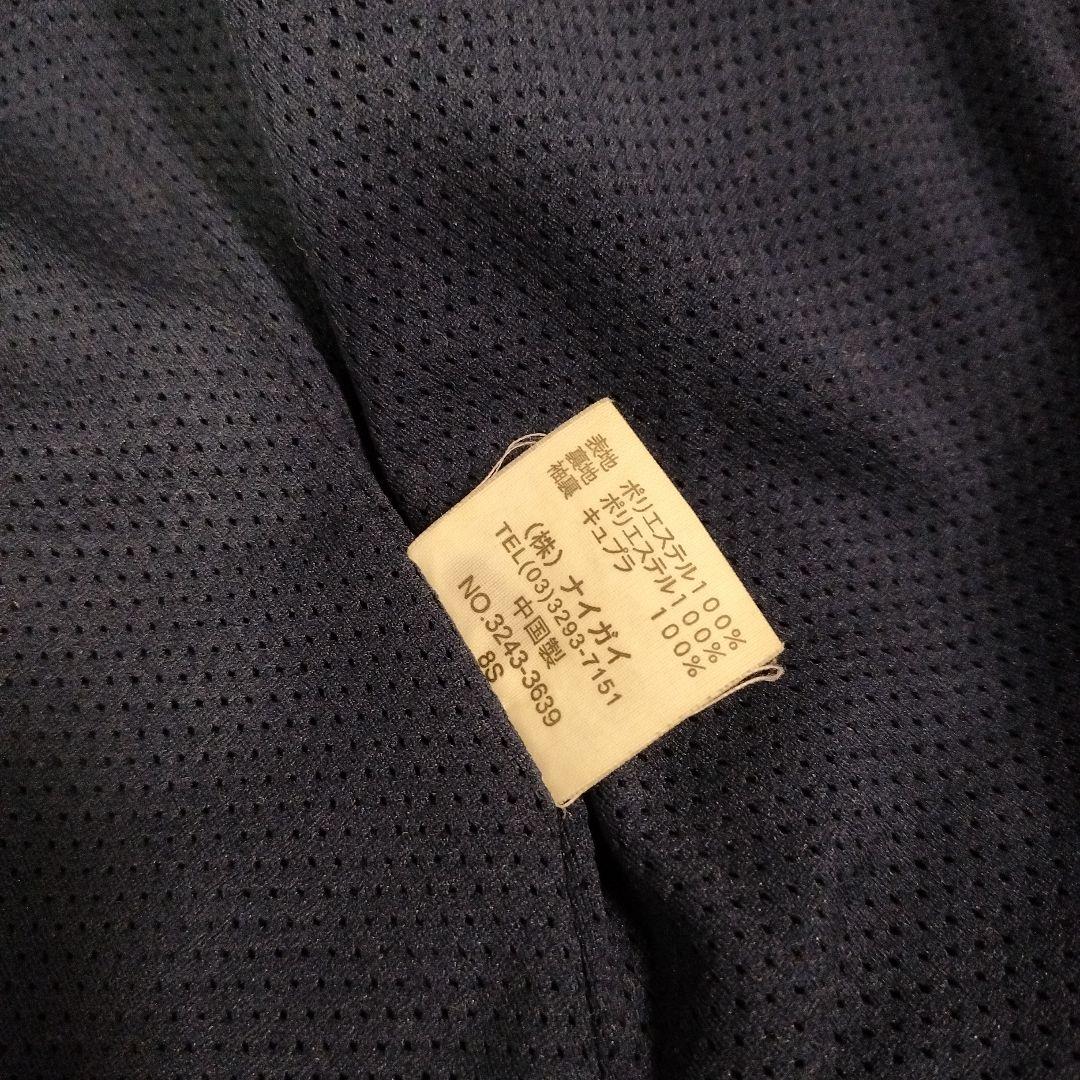 表地 ポリエステル100%
裏地 ポリエステル100%
袖裏 キュプラ 100%
(株) ナイガイ
TEL(03)3293-7151
中国製
NO.3243-3639
8S